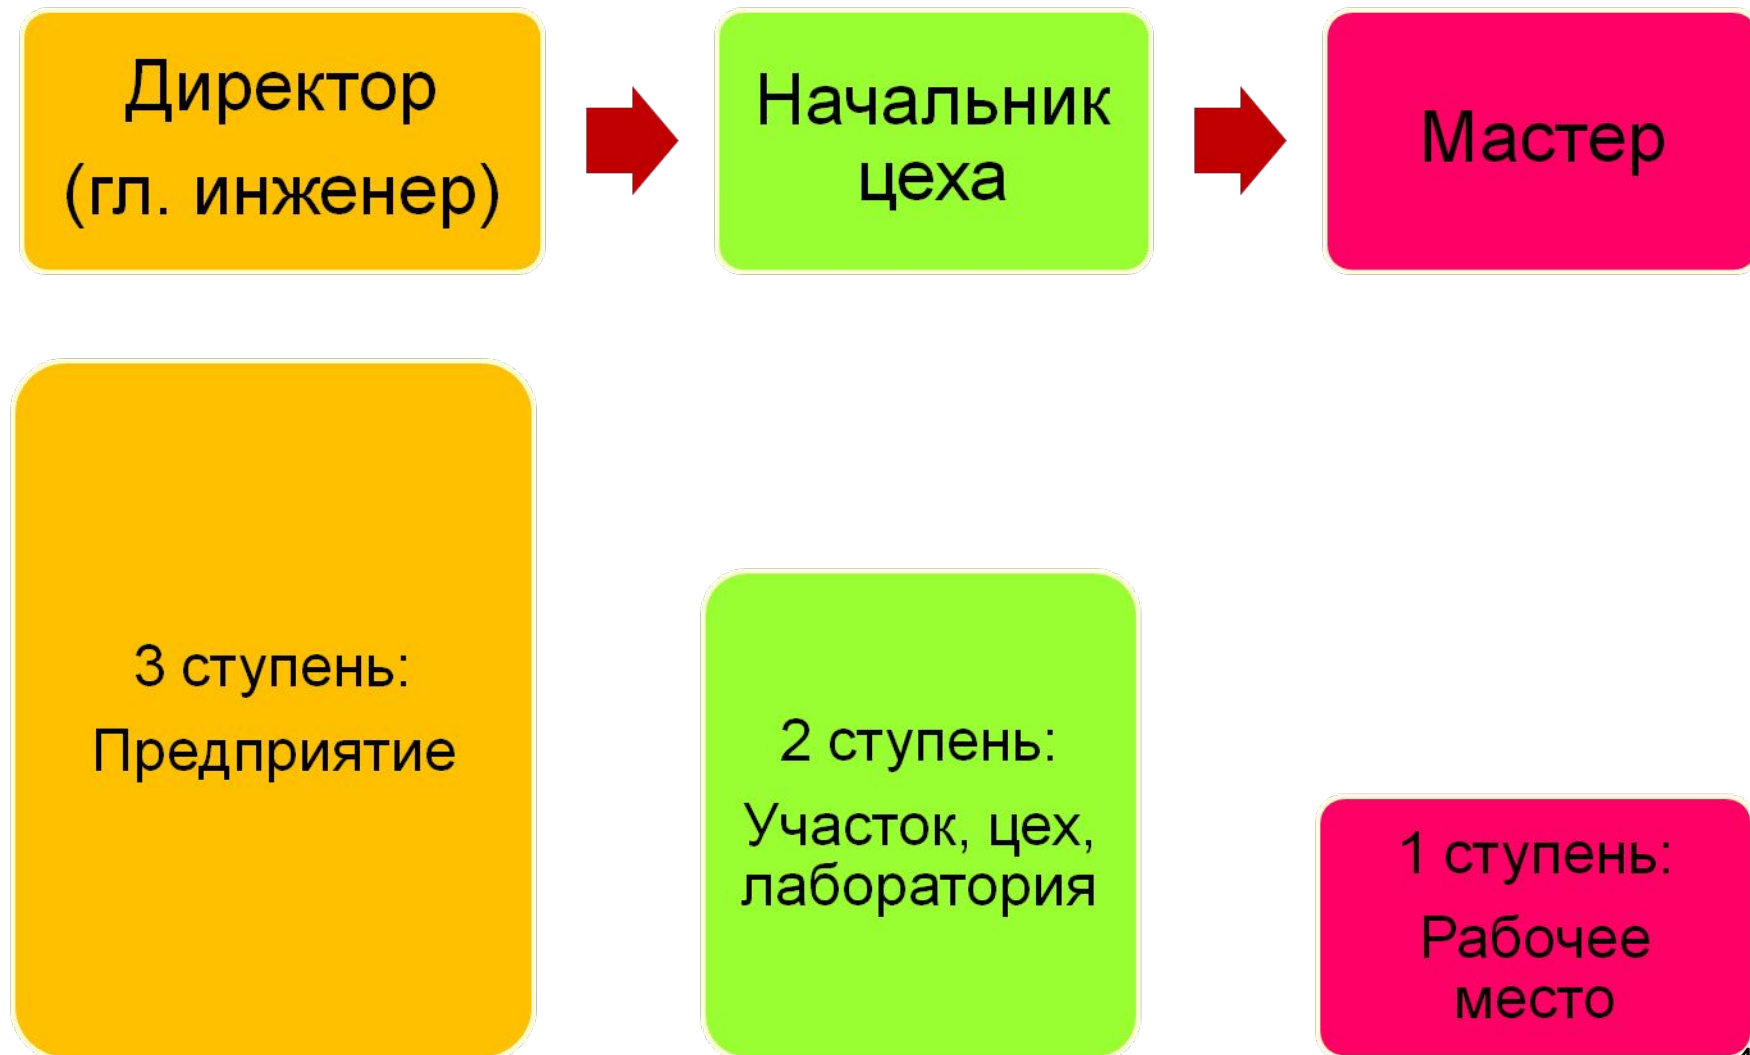 Директор
(гл. инженер)
Начальник
цеха
Мастер
3 ступень:
Предприятие
2 ступень:
Участок, цех,
лаборатория
1 ступень:
Рабочее
место